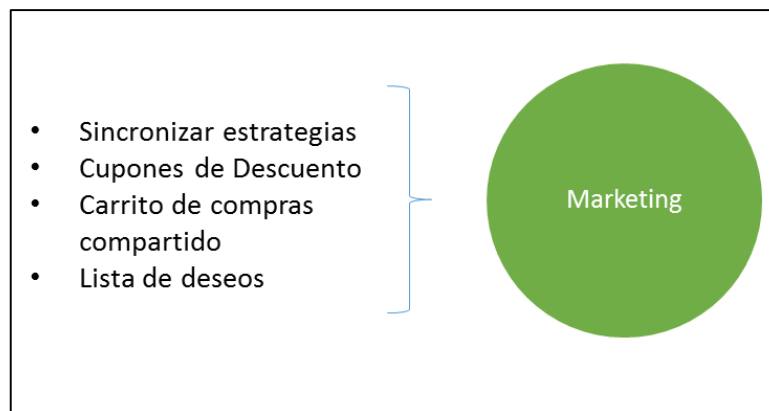 • Sincronizar estrategias
• Cupones de Descuento
• Carrito de compras
compartido
• Lista de deseos
Marketing